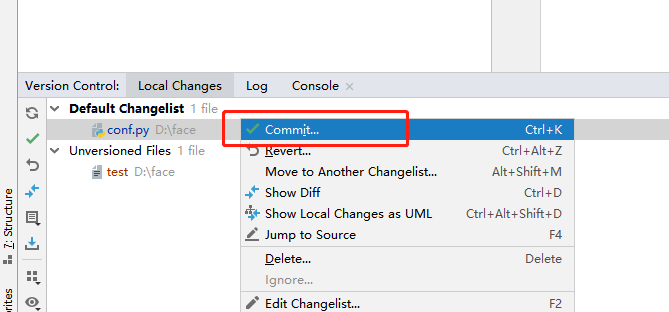 Version Control: Local Changes Log Console ×
Default Changelist 1 file
conf.py D:\face
Commit... Ctrl+K
Unversioned Files 1 file
Revert... Ctrl+Alt+Z
test D:\face
Move to Another Changelist... Alt+Shift+M
Show Diff Ctrl+D
Show Local Changes as UML Ctrl+Alt+Shift+D
Jump to Source F4
Delete... Delete
Ignore...
Edit Changelist... F2
7: Structure